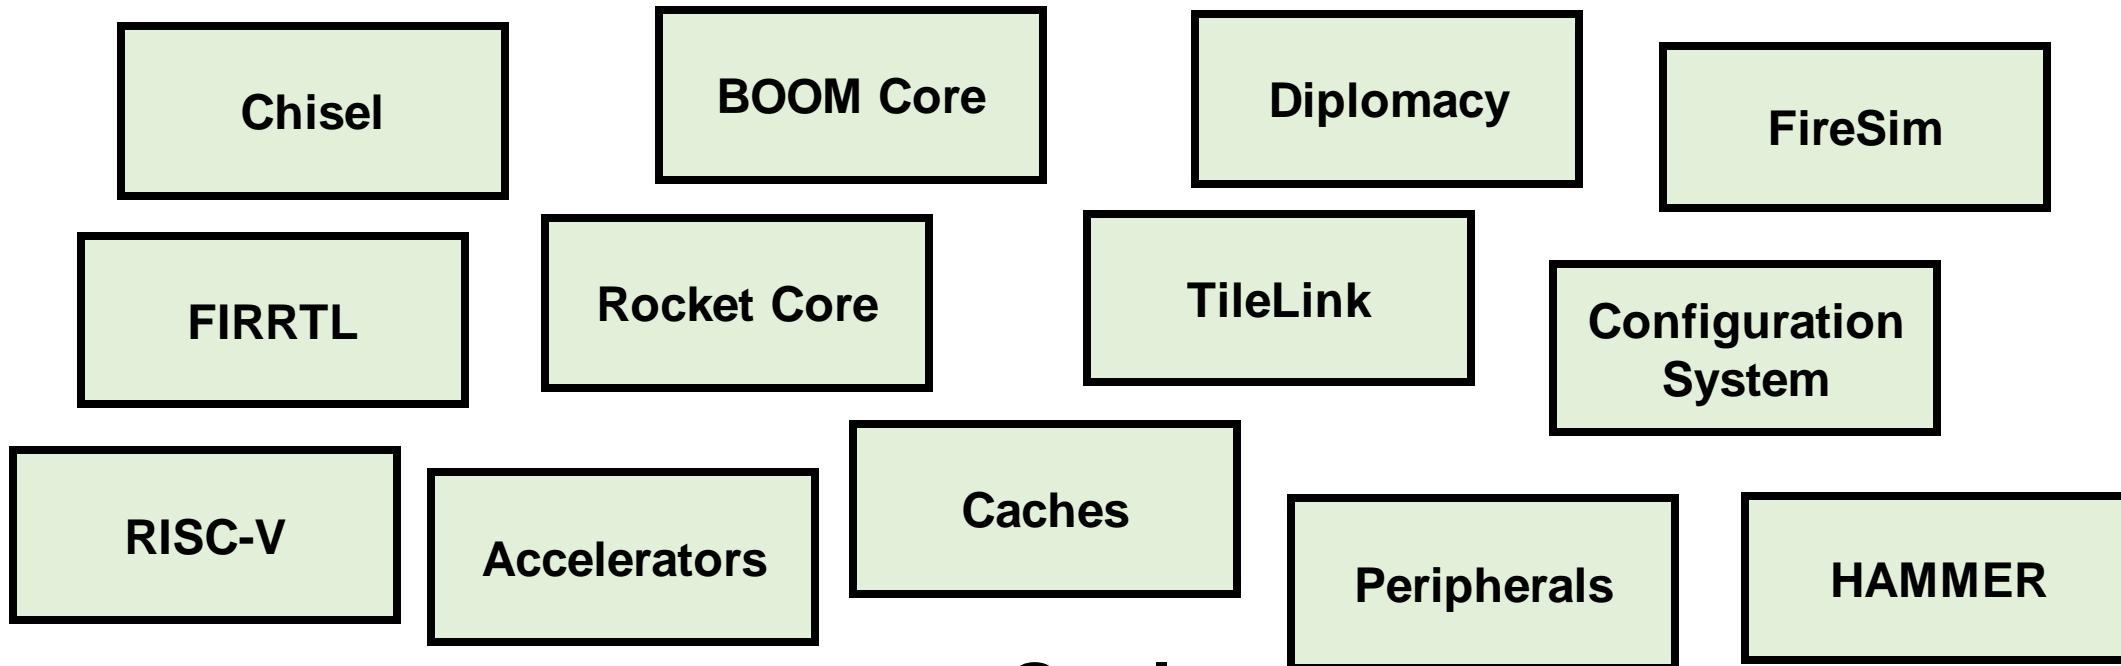 Chisel
BOOM Core
Diplomacy
FireSim
FIRRTL
Rocket Core
TileLink
Configuration
System
RISC-V
Accelerators
Caches
Peripherals
HAMMER